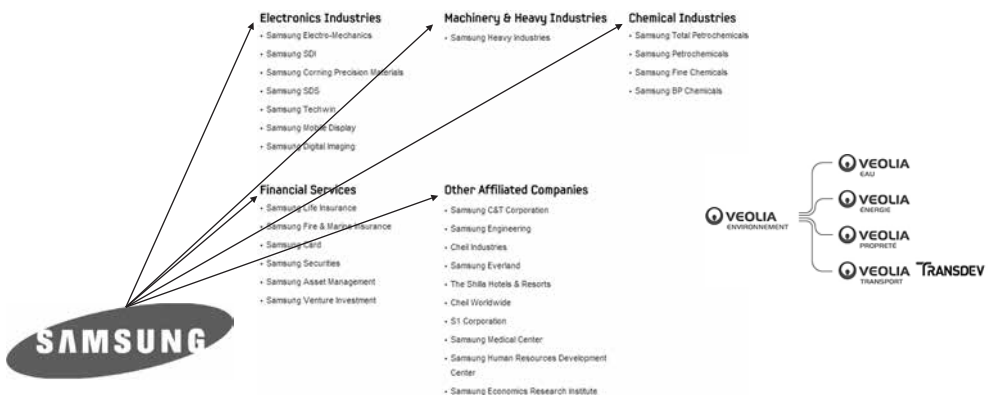 Electronics Industries
• Samsung Electro-Mechanics
• Samsung SDI
• Samsung Corning Precision Materials
• Samsung SDS
• Samsung Techwin
• Samsung Mobile Display
• Samsung Digital Imaging
Machinery & Heavy Industries
• Samsung Heavy Industries
Chemical Industries
• Samsung Total Petrochemicals
• Samsung Petrochemicals
• Samsung Fine Chemicals
• Samsung BP Chemicals
Financial Services
• Samsung Life Insurance
• Samsung Fire & Marine Insurance
• Samsung Card
• Samsung Securities
• Samsung Asset Management
• Samsung Venture Investment
Other Affiliated Companies
• Samsung C&T Corporation
• Samsung Engineering
• Cheil Industries
• Samsung Everland
• The Shilla Hotels & Resorts
• Cheil Worldwide
• S1 Corporation
• Samsung Medical Center
• Samsung Human Resources Development
Center
• Samsung Economics Research Institute
SAMSUNG
VEOLIA
ENVIRONNEMENT
VEOLIA
EAU
VEOLIA
ÉNERGIE
VEOLIA
PROPRETÉ
VEOLIA TRANSDEV
TRANSPORT